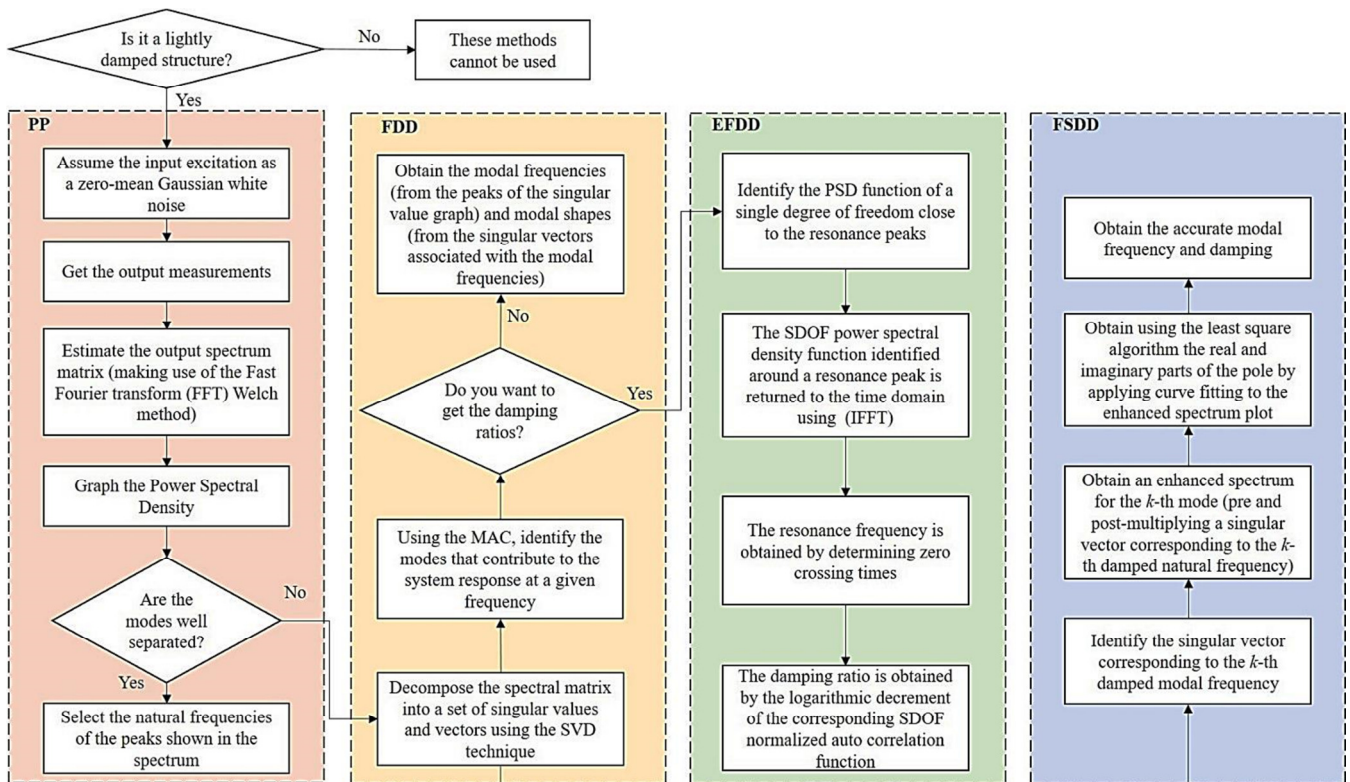 Is it a lightly
damped structure?
No
These methods
cannot be used
Yes
PP
Assume the input excitation as
a zero-mean Gaussian white
noise
Get the output measurements
Estimate the output spectrum
matrix (making use of the Fast
Fourier transform (FFT) Welch
method)
Graph the Power Spectral
Density
Are the
modes well
separated?
No
Yes
Select the natural frequencies
of the peaks shown in the
spectrum
FDD
Obtain the modal frequencies
(from the peaks of the singular
value graph) and modal shapes
(from the singular vectors
associated with the modal
frequencies)
No
Do you want to
get the damping
ratios?
Yes
Using the MAC, identify the
modes that contribute to the
system response at a given
frequency
Decompose the spectral matrix
into a set of singular values
and vectors using the SVD
technique
EFDD
Identify the PSD function of a
single degree of freedom close
to the resonance peaks
The SDOF power spectral
density function identified
around a resonance peak is
returned to the time domain
using (IFFT)
The resonance frequency is
obtained by determining zero
crossing times
The damping ratio is obtained
by the logarithmic decrement
of the corresponding SDOF
normalized auto correlation
function
FSDD
Obtain the accurate modal
frequency and damping
Obtain using the least square
algorithm the real and
imaginary parts of the pole by
applying curve fitting to the
enhanced spectrum plot
Obtain an enhanced spectrum
for the k-th mode (pre and
post-multiplying a singular
vector corresponding to the k-
th damped natural frequency)
Identify the singular vector
corresponding to the k-th
damped modal frequency